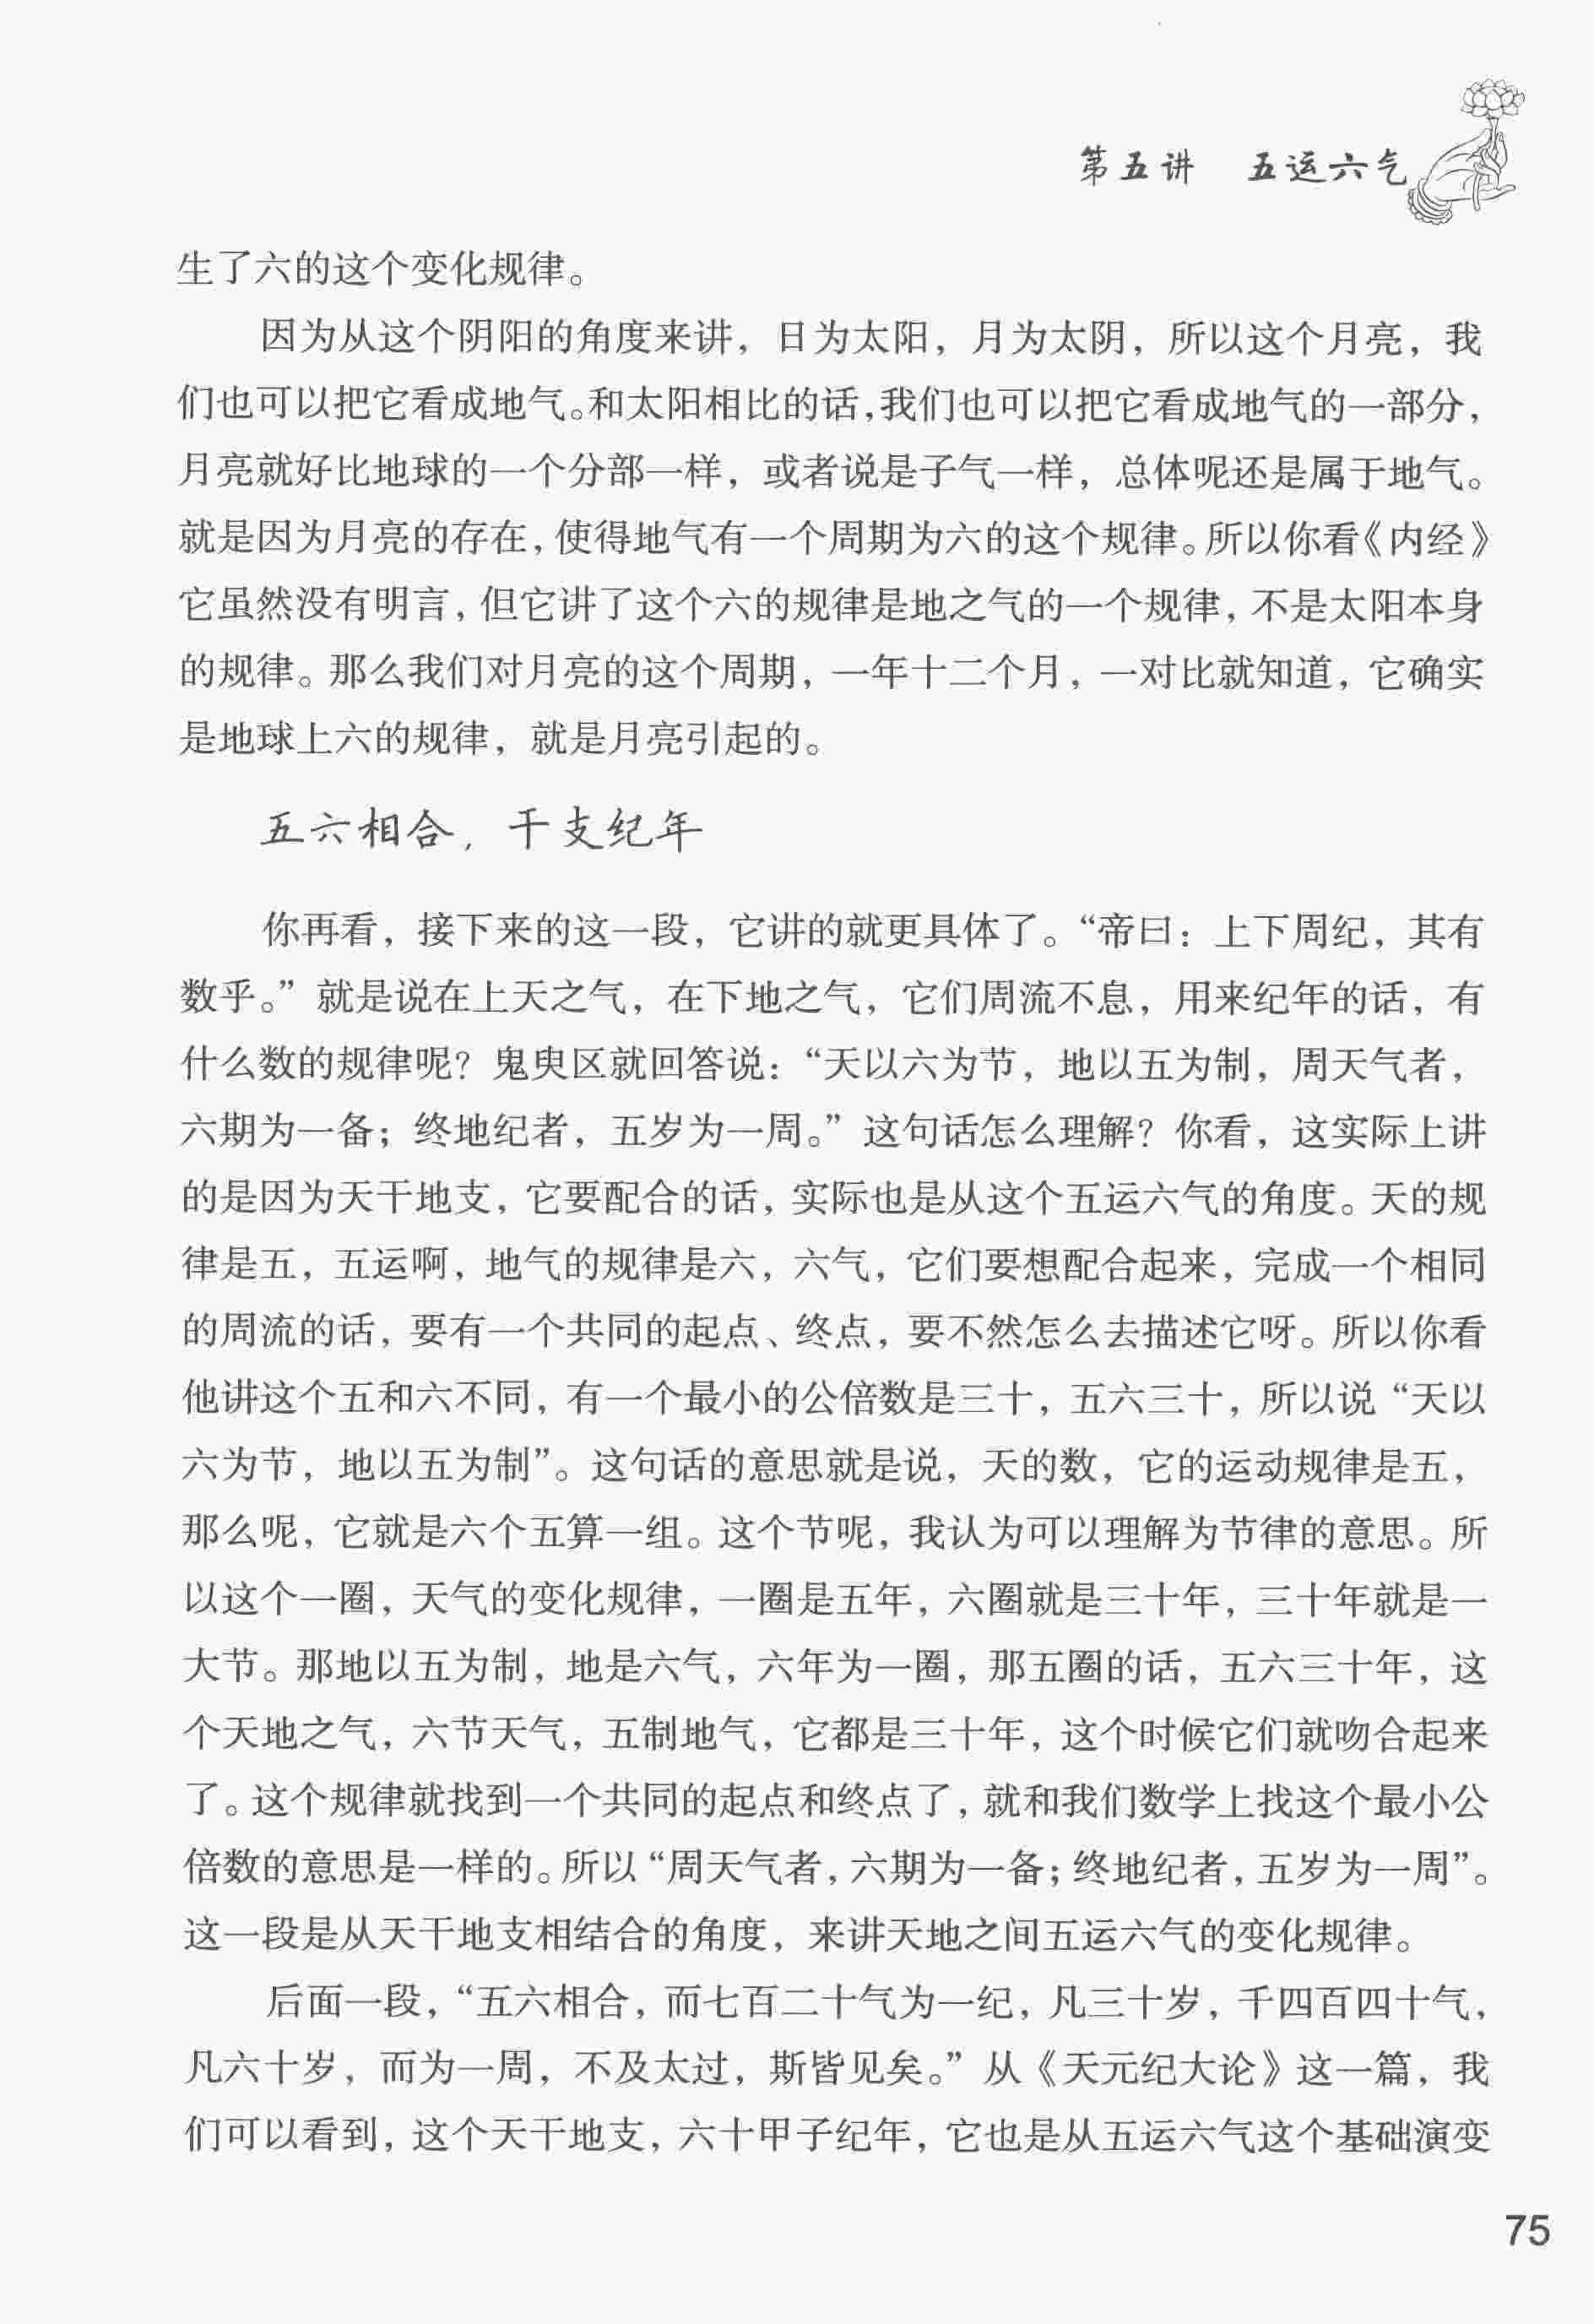 第五讲 五运六气
生了六的这个变化规律。
因为从这个阴阳的角度来讲，日为太阳，月为太阴，所以这个月亮，我
们也可以把它看成地气。和太阳相比的话，我们也可以把它看成地气的一部分，
月亮就好比地球的一个分部一样，或者说是子气一样，总体呢还是属于地气。
就是因为月亮的存在，使得地气有一个周期为六的这个规律。所以你看《内经》
它虽然没有明言，但它讲了这个六的规律是地之气的一个规律，不是太阳本身
的规律。那么我们对月亮的这个周期，一年十二个月，一对比就知道，它确实
是地球上六的规律，就是月亮引起的。
五六相合，干支纪年
你再看，接下来的这一段，它讲的就更具体了。“帝曰：上下周纪，其有
数乎。”就是说在上天之气，在下地之气，它们周流不息，用来纪年的话，有
什么数的规律呢？鬼臾区就回答说：“天以六为节，地以五为制，周天气者，
六期为一备；终地纪者，五岁为一周。”这句话怎么理解？你看，这实际上讲
的是因为天干地支，它要配合的话，实际也是从这个五运六气的角度。天的规
律是五，五运啊，地气的规律是六，六气，它们要想配合起来，完成一个相同
的周流的话，要有一个共同的起点、终点，要不然怎么去描述它呀。所以你看
他讲这个五和六不同，有一个最小的公倍数是三十，五六三十，所以说“天以
六为节，地以五为制”。这句话的意思就是说，天的数，它的运动规律是五，
那么呢，它就是六个五算一组。这个节呢，我认为可以理解为节律的意思。所
以这个一圈，天气的变化规律，一圈是五年，六圈就是三十年，三十年就是一
大节。那地以五为制，地是六气，六年为一圈，那五圈的话，五六三十年，这
个天地之气，六节天气，五制地气，它都是三十年，这个时候它们就吻合起来
了。这个规律就找到一个共同的起点和终点了，就和我们数学上找这个最小公
倍数的意思是一样的。所以“周天气者，六期为一备；终地纪者，五岁为一周”。
这一段是从天干地支相结合的角度，来讲天地之间五运六气的变化规律。
后面一段，“五六相合，而七百二十气为一纪，凡三十岁，千四百四十气，
凡六十岁，而为一周，不及太过，斯皆见矣。”从《天元纪大论》这一篇，我
们可以看到，这个天干地支，六十甲子纪年，它也是从五运六气这个基础演变
75